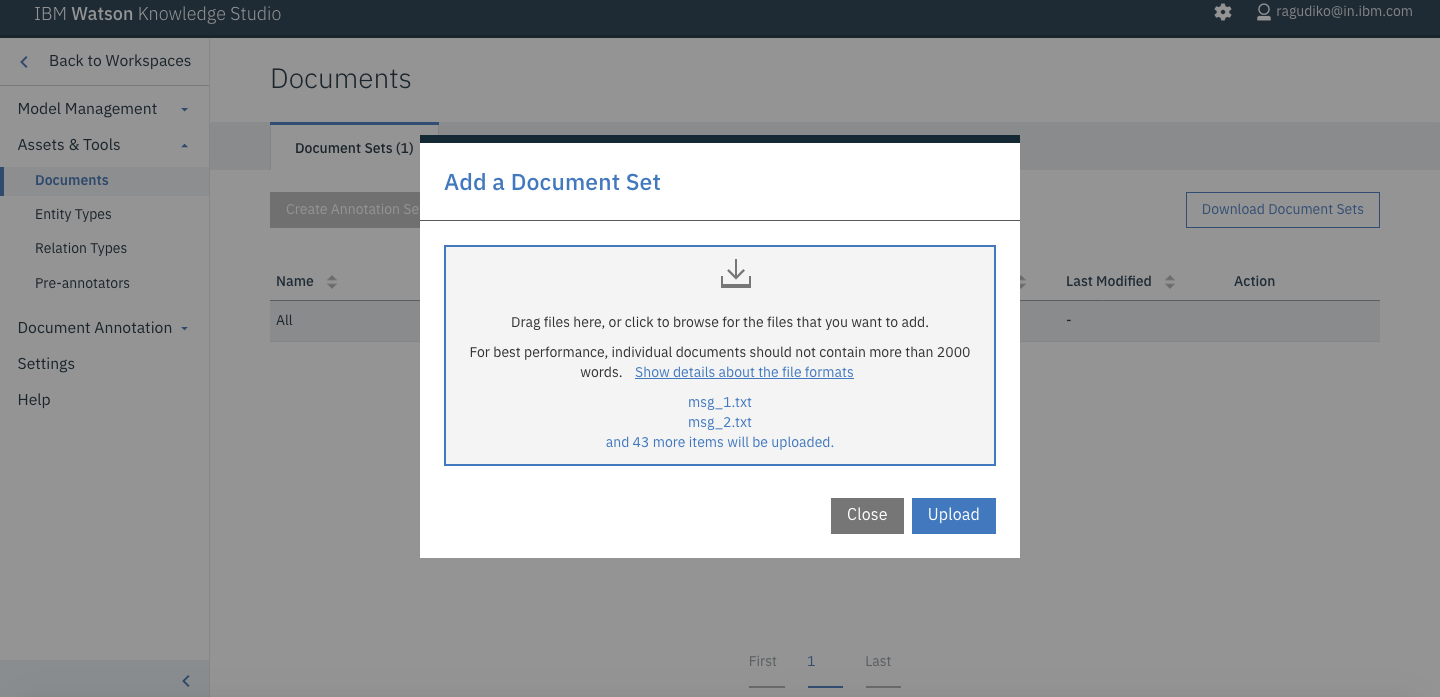 IBM Watson Knowledge Studio
ragudiko@in.ibm.com
Back to Workspaces
Model Management
Assets & Tools
Documents
Entity Types
Relation Types
Pre-annotators
Document Annotation
Settings
Help
Documents
Document Sets (1)
Create Annotation Se
Download Document Sets
Name
Last Modified
Action
All
-
Add a Document Set
Drag files here, or click to browse for the files that you want to add.
For best performance, individual documents should not contain more than 2000
words. Show details about the file formats
msg_1.txt
msg_2.txt
and 43 more items will be uploaded.
Close
Upload
First
1
Last